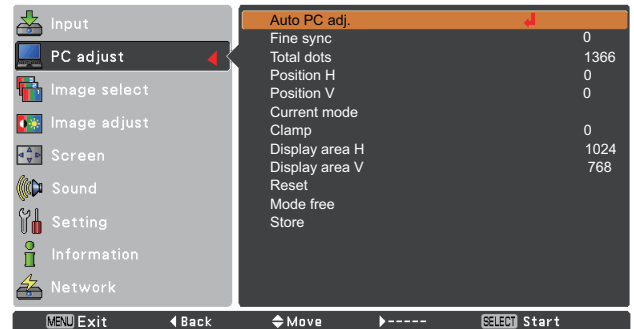 Input
PC adjust
Image select
Image adjust
Screen
Sound
Setting
Information
Network
Auto PC adj.
Fine sync 0
Total dots 1366
Position H 0
Position V 0
Current mode
Clamp 0
Display area H 1024
Display area V 768
Reset
Mode free
Store
MENU Exit Back Move ----- SELECT Start